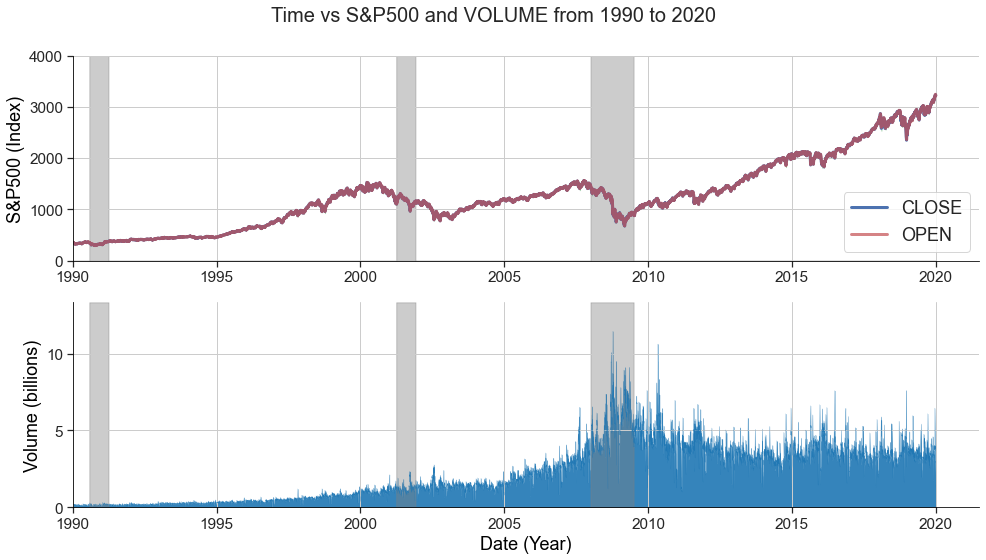 Time vs S&P500 and VOLUME from 1990 to 2020
S&P500 (Index)
4000
3000
2000
1000
0
CLOSE
OPEN
1990 1995 2000 2005 2010 2015 2020
Volume (billions)
10
5
0
1990 1995 2000 2005 2010 2015 2020
Date (Year)